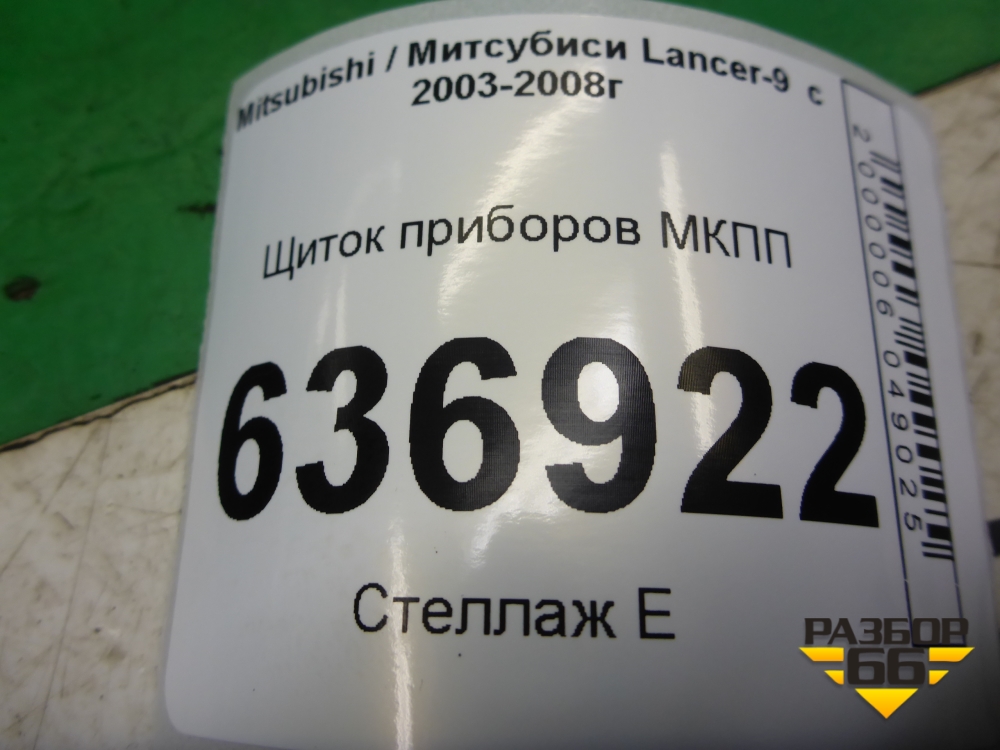 Mitsubishi / Митсубиси Lancer-9 с
2003-2008г
Щиток приборов МКПП
636922
Стеллаж Е
2000006049025
РАЗБОР
66